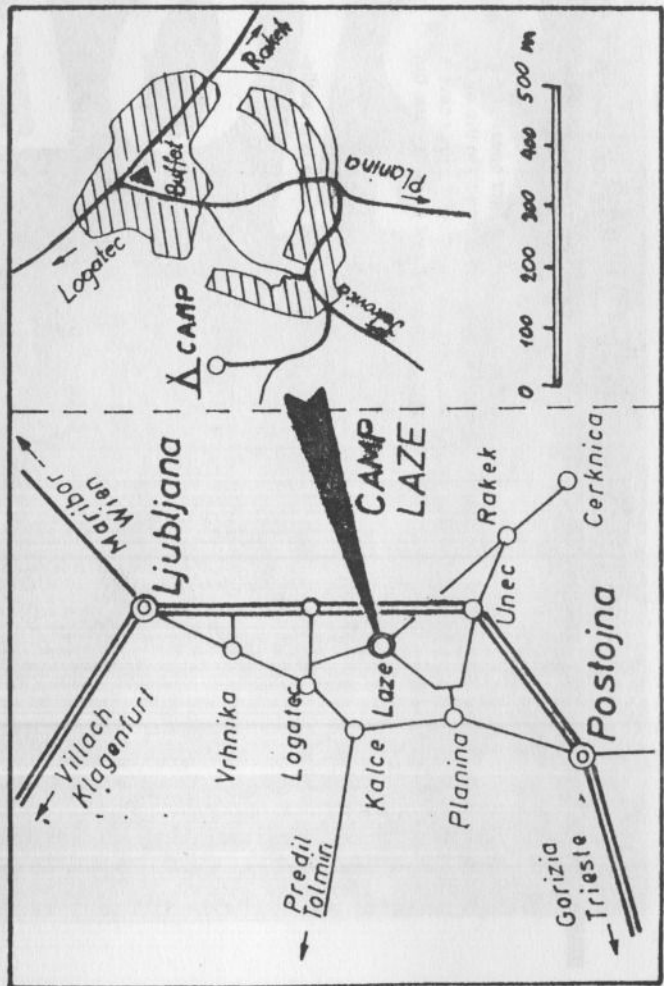 Maribor
Wien
Villach
Klagenfurt
Ljubljana
Vrhnika
Logatec
Kalce
Laze
Predil
Tolmin
Planina
Unec
Rakek
Cerknica
Postojna
Gorizia
Trieste
CAMP
LAZE
Logatec
Rakek
Buffet
CAMP
Planina
0 100 200 300 400 500 m